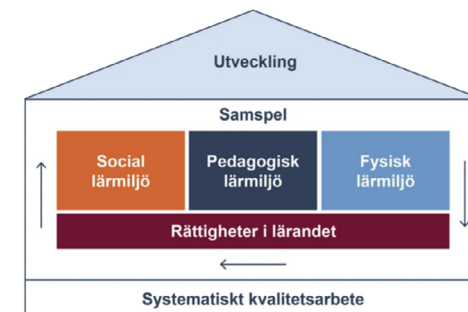 Utveckling
Samspel
Social
lärmiljö
Pedagogisk
lärmiljö
Fysisk
lärmiljö
Rättigheter i lärandet
Systematiskt kvalitetsarbete